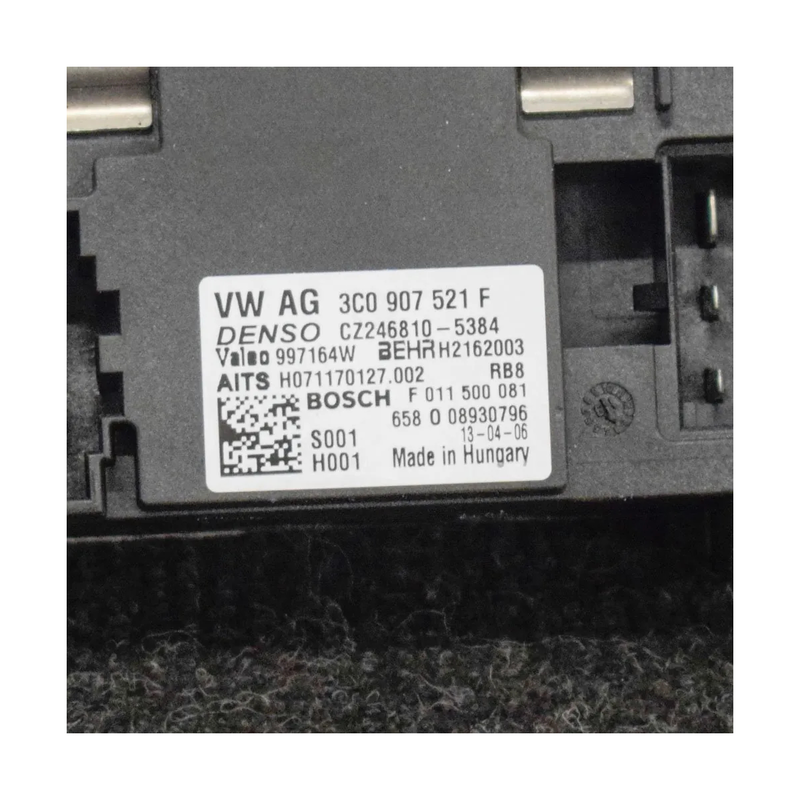 VW AG 3C0 907 521 F
DENSO CZ246810-5384
Valeo 997164W BEHR H2162003
AITS H071170127.002 RB8
BOSCH F 011 500 081
658 0 08930796
S001 13-04-06
H001 Made in Hungary